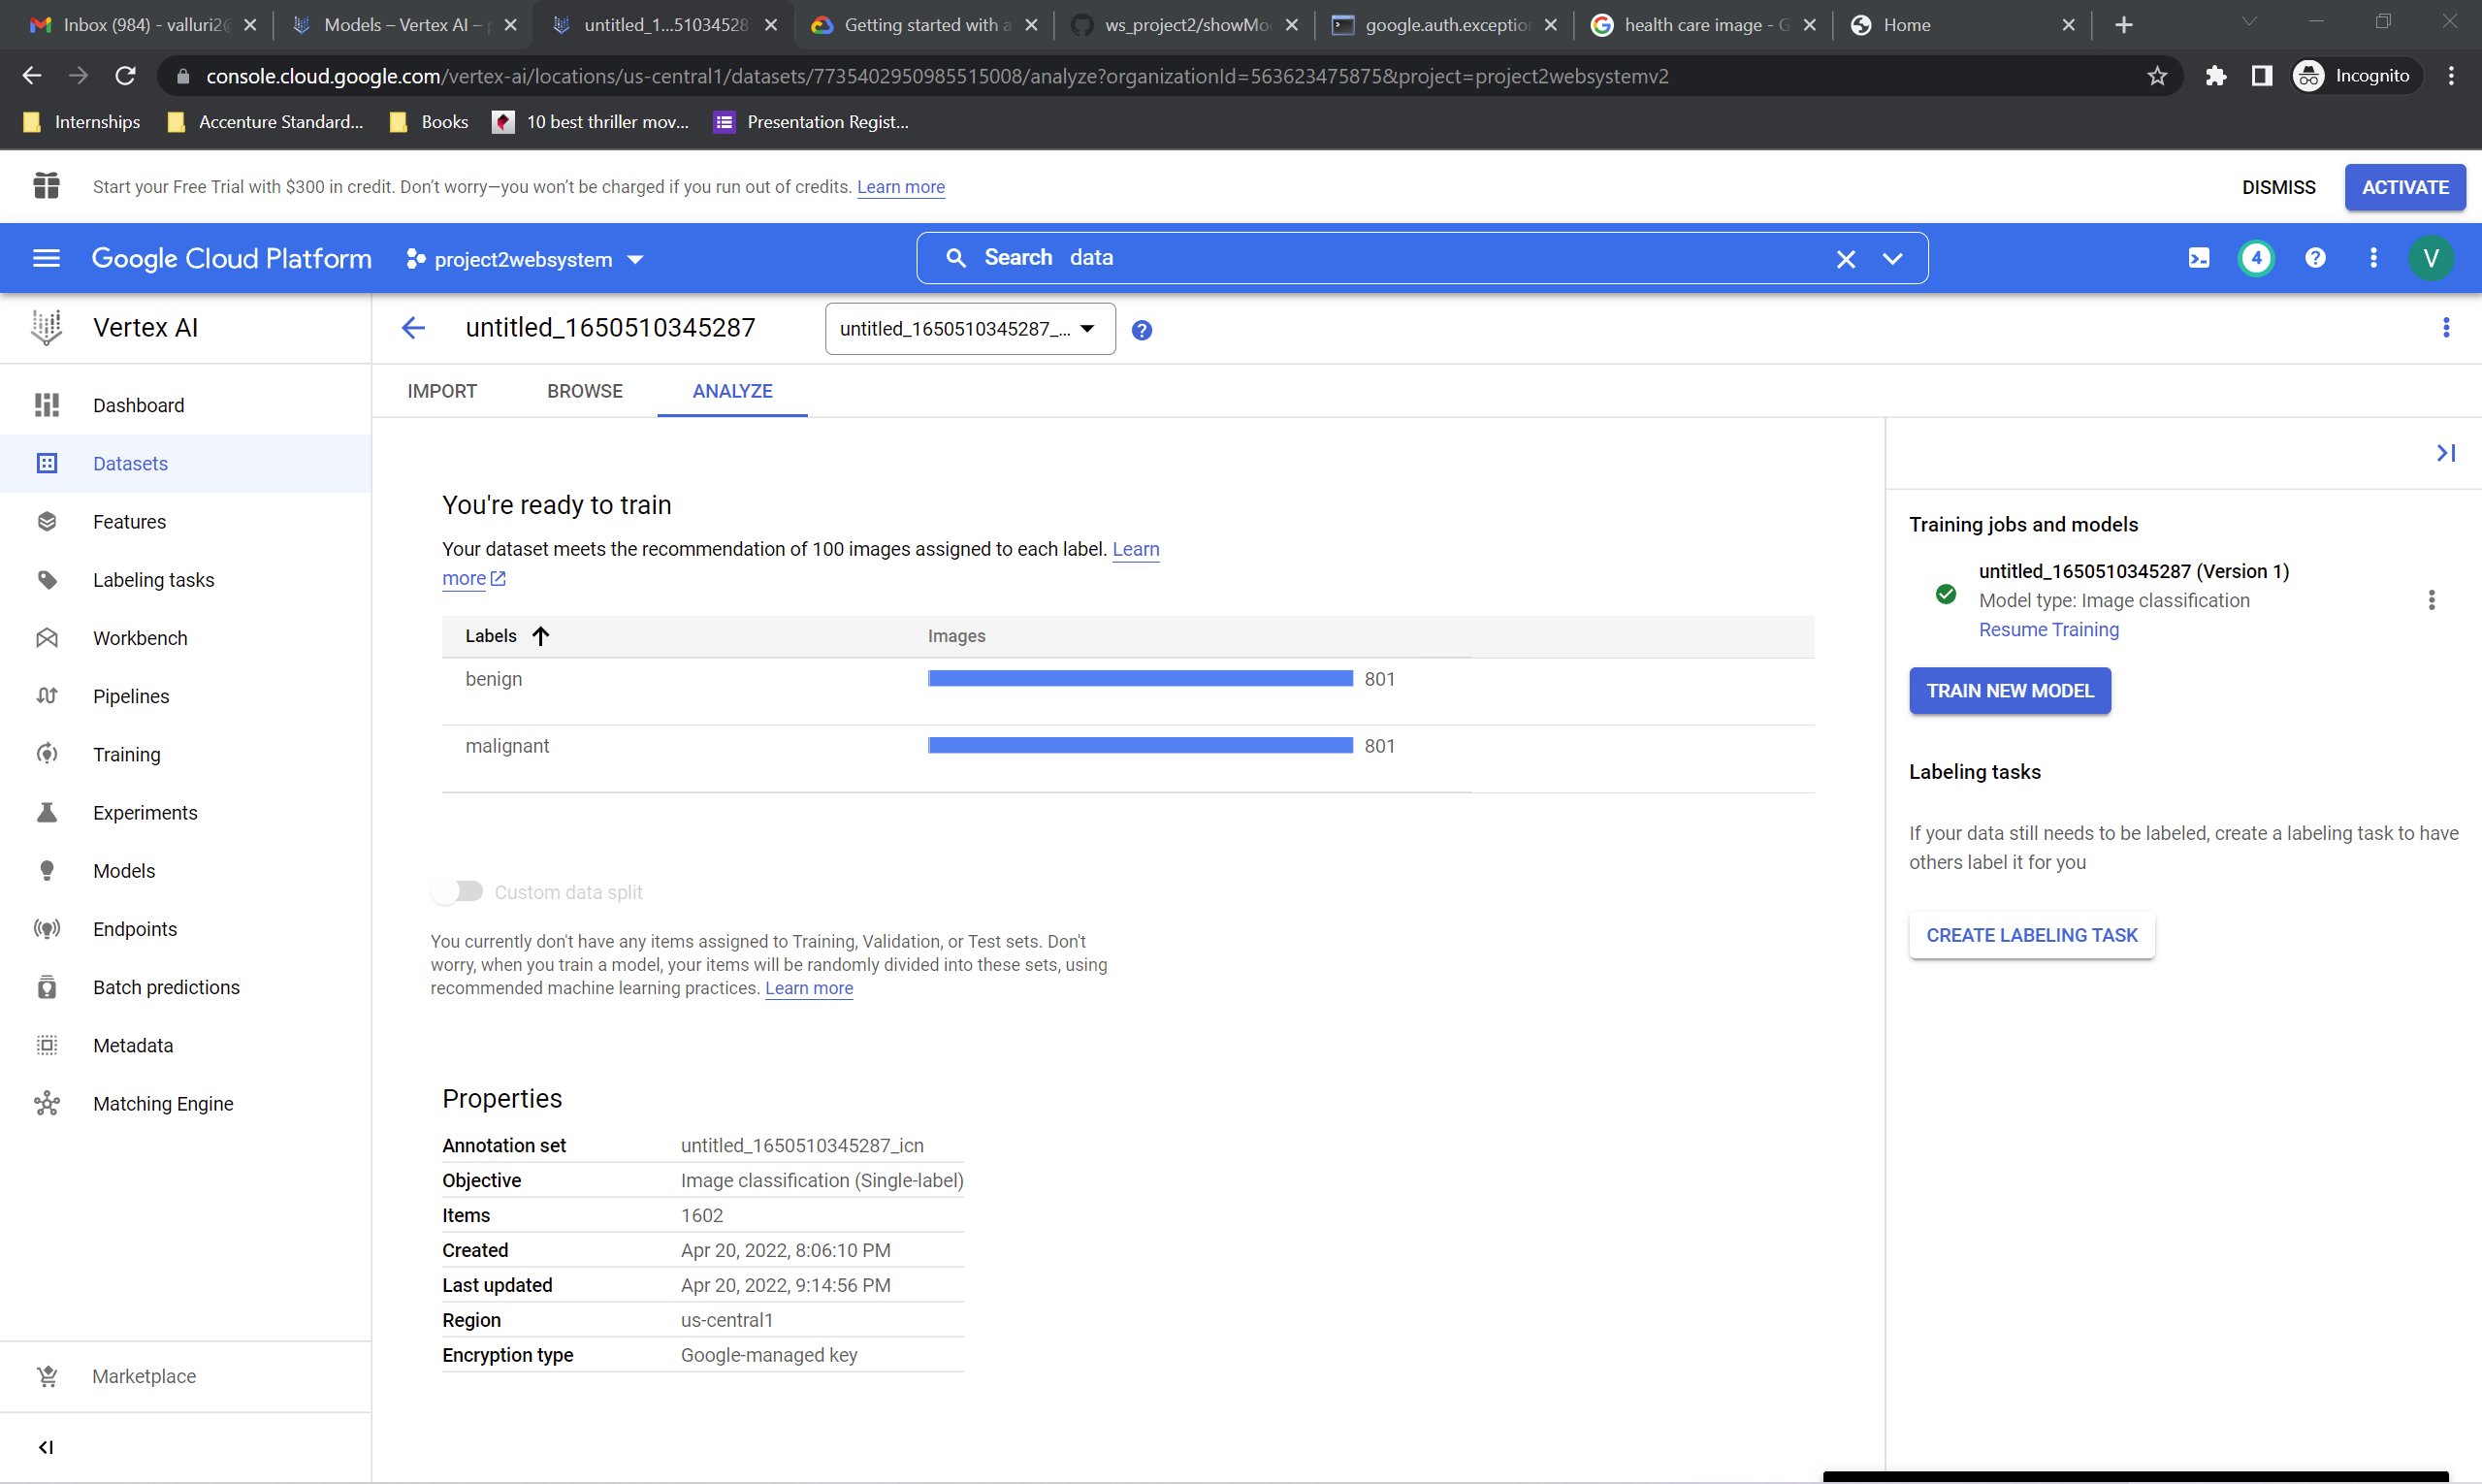 Inbox (984) - valluri2@
Models – Vertex AI –
untitled_1...51034528
Getting started with a
ws_project2/showMo
google.auth.exception
health care image - G
Home
console.cloud.google.com/vertex-ai/locations/us-central1/datasets/7735402950985515008/analyze?organizationId=563623475875&project=project2websystemv2
Incognito
Internships
Accenture Standard...
Books
10 best thriller mov...
Presentation Regist...
Start your Free Trial with $300 in credit. Don't worry—you won't be charged if you run out of credits. Learn more
DISMISS
ACTIVATE
Google Cloud Platform
project2websystem
Search data
4
V
Vertex AI
untitled_1650510345287
untitled_1650510345287_...
Dashboard
Datasets
Features
Labeling tasks
Workbench
Pipelines
Training
Experiments
Models
Endpoints
Batch predictions
Metadata
Matching Engine
Marketplace
IMPORT
BROWSE
ANALYZE
You're ready to train
Your dataset meets the recommendation of 100 images assigned to each label. Learn
more
Labels
Images
benign
801
malignant
801
Custom data split
You currently don't have any items assigned to Training, Validation, or Test sets. Don't
worry, when you train a model, your items will be randomly divided into these sets, using
recommended machine learning practices. Learn more
Properties
Annotation set untitled_1650510345287_icn
Objective Image classification (Single-label)
Items 1602
Created Apr 20, 2022, 8:06:10 PM
Last updated Apr 20, 2022, 9:14:56 PM
Region us-central1
Encryption type Google-managed key
Training jobs and models
untitled_1650510345287 (Version 1)
Model type: Image classification
Resume Training
TRAIN NEW MODEL
Labeling tasks
If your data still needs to be labeled, create a labeling task to have
others label it for you
CREATE LABELING TASK